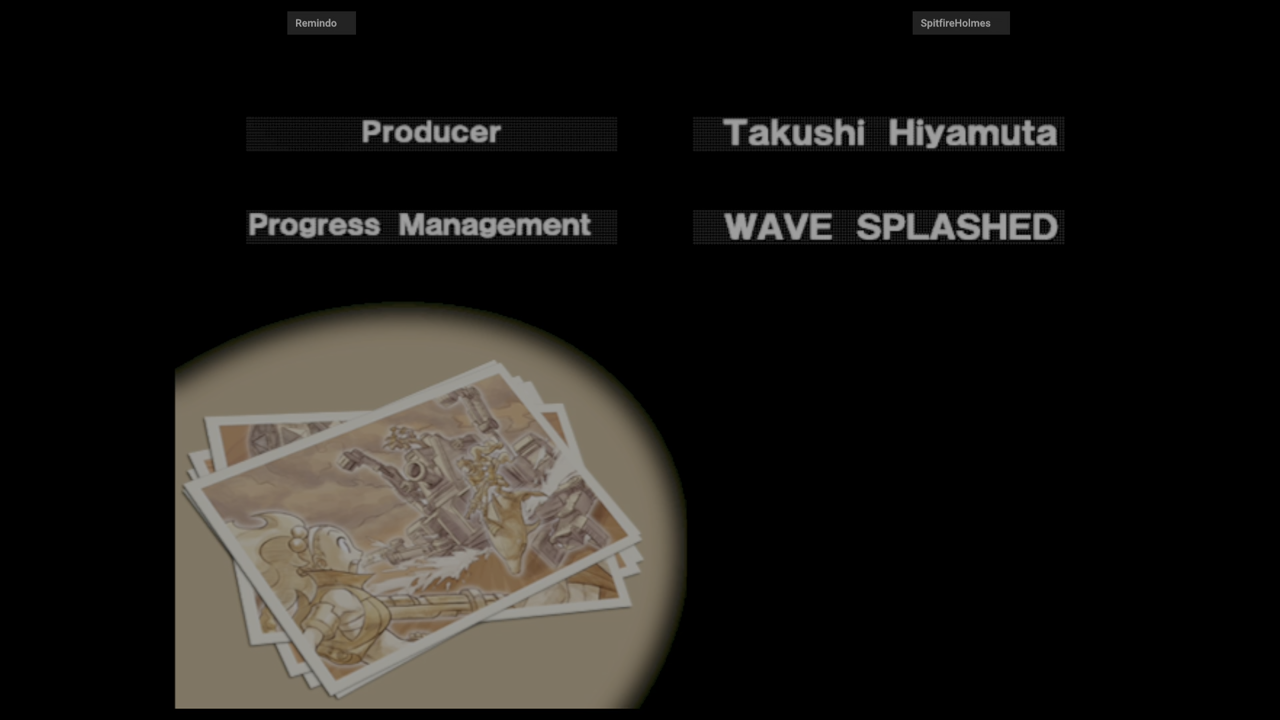 Remindo SpitfireHolmes
Producer Takushi Hiyamuta
Progress Management WAVE SPLASHED